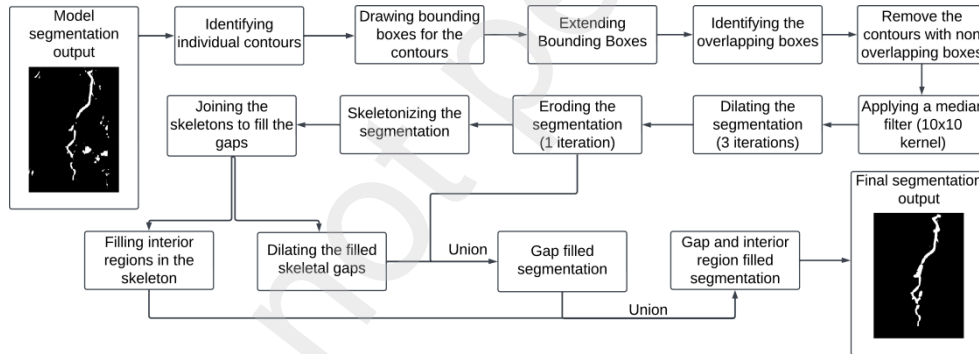 Model
segmentation
output
Identifying
individual contours
Drawing bounding
boxes for the
contours
Extending
Bounding Boxes
Identifying the
overlapping boxes
Remove the
contours with non
overlapping boxes
Joining the
skeletons to fill the
gaps
Skeletonizing the
segmentation
Eroding the
segmentation
(1 iteration)
Dilating the
segmentation
(3 iterations)
Applying a median
filter (10x10
kernel)
Final segmentation
output
Filling interior
regions in the
skeleton
Dilating the filled
skeletal gaps
Union
Gap filled
segmentation
Gap and interior
region filled
segmentation
Union
not pe